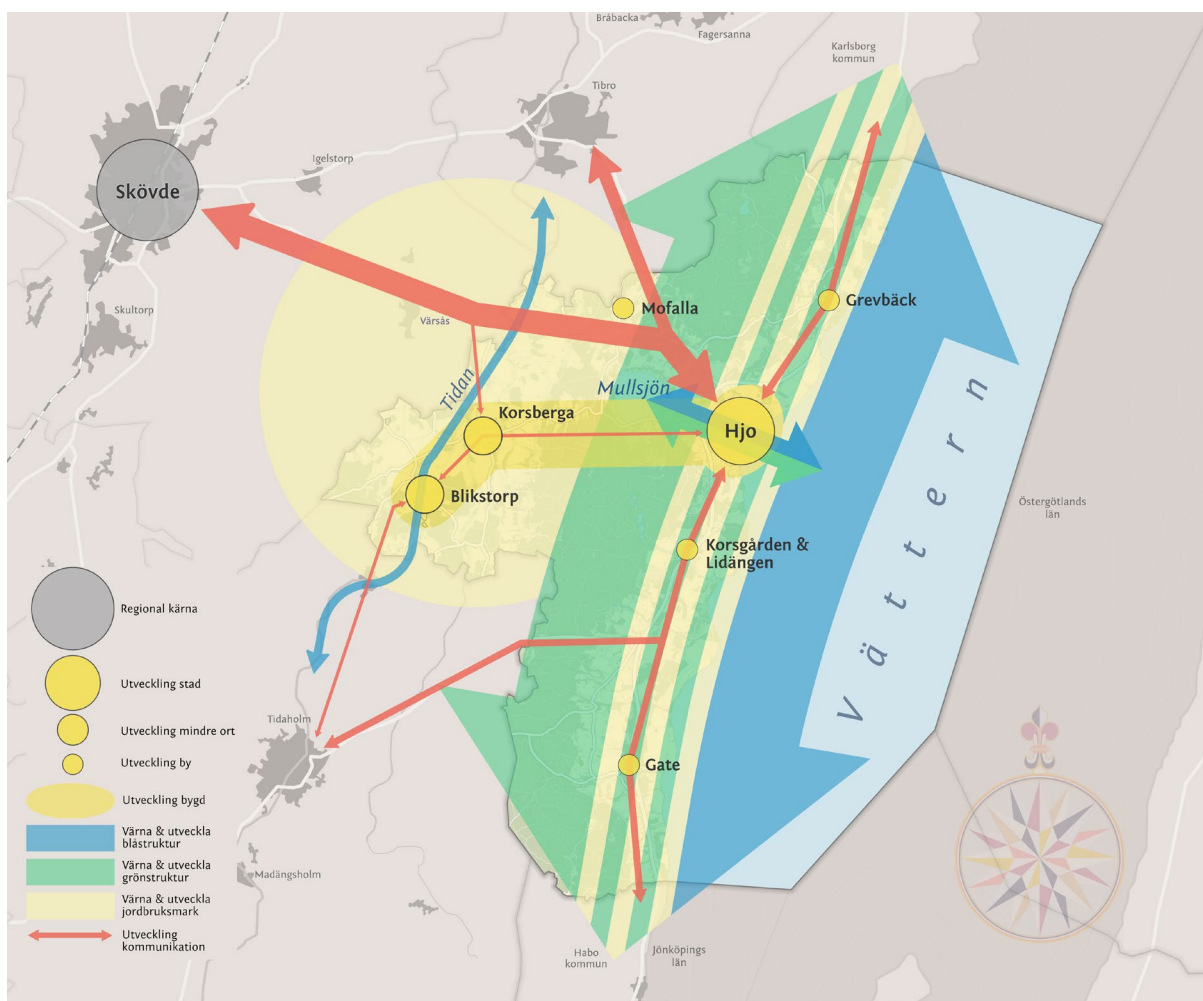 Bråbacka
Fagersanna
Karlsborg
kommun
Tibro
Igelstorp
Skövde
Skultorp
Värsås
Mofalla
Grevbäck
Tidan
Mullsjön
Korsberga
Hjo
Blikstorp
Vättern
Östergötlands
län
Korsgården &
Lidängen
Tidaholm
Gate
Madängsholm
Habo
kommun
Jönköpings
län
Regional kärna
Utveckling stad
Utveckling mindre ort
Utveckling by
Utveckling bygd
Värna & utveckla
blåstruktur
Värna & utveckla
grönstruktur
Värna & utveckla
jordbruksmark
Utveckling
kommunikation